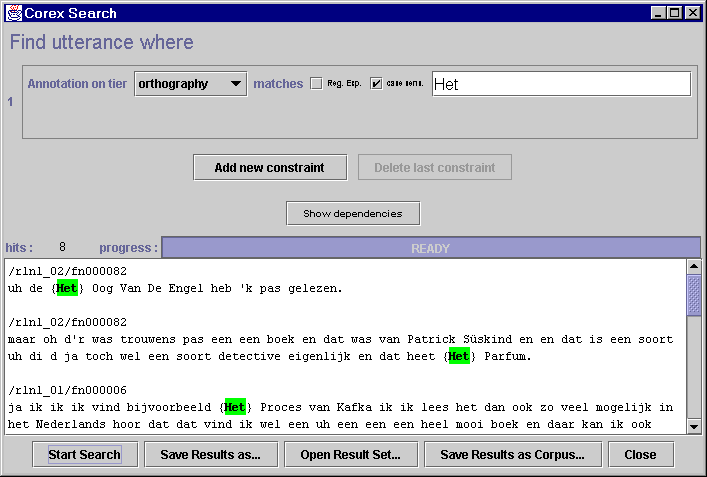 Corex Search
Find utterance where
1
Annotation on tier orthography matches Reg. Exp. case sens. Het
Add new constraint Delete last constraint
Show dependencies
hits : 8 progress : READY
/rlnl_02/fn000082
uh de {Het} Oog Van De Engel heb 'k pas gelezen.
/rlnl_02/fn000082
maar oh d'r was trouwens pas een een boek en dat was van Patrick Süskind en en dat is een soort
uh di d ja toch wel een soort detective eigenlijk en dat heet {Het} Parfum.
/rlnl_01/fn000006
ja ik ik ik vind bijvoorbeeld {Het} Proces van Kafka ik ik lees het dan ook zo veel mogelijk in
het Nederlands hoor dat dat vind ik wel een uh een een een heel mooi boek en daar kan ik ook
Start Search Save Results as... Open Result Set... Save Results as Corpus... Close